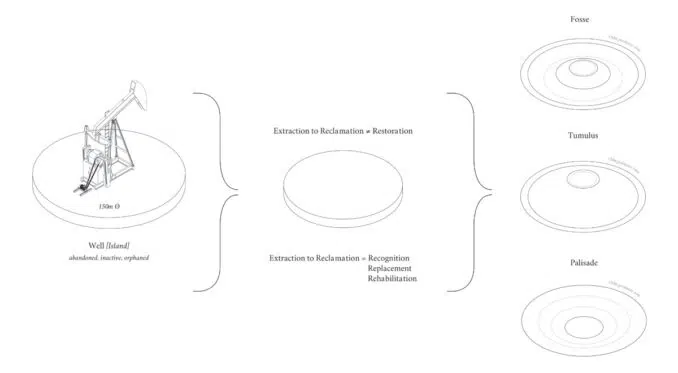 Fosse
Extraction to Reclamation ≠ Restoration
Tumulus
150m
Well [Island]
abandoned, inactive, orphaned
Extraction to Reclamation = Recognition
Replacement
Rehabilitation
Palisade